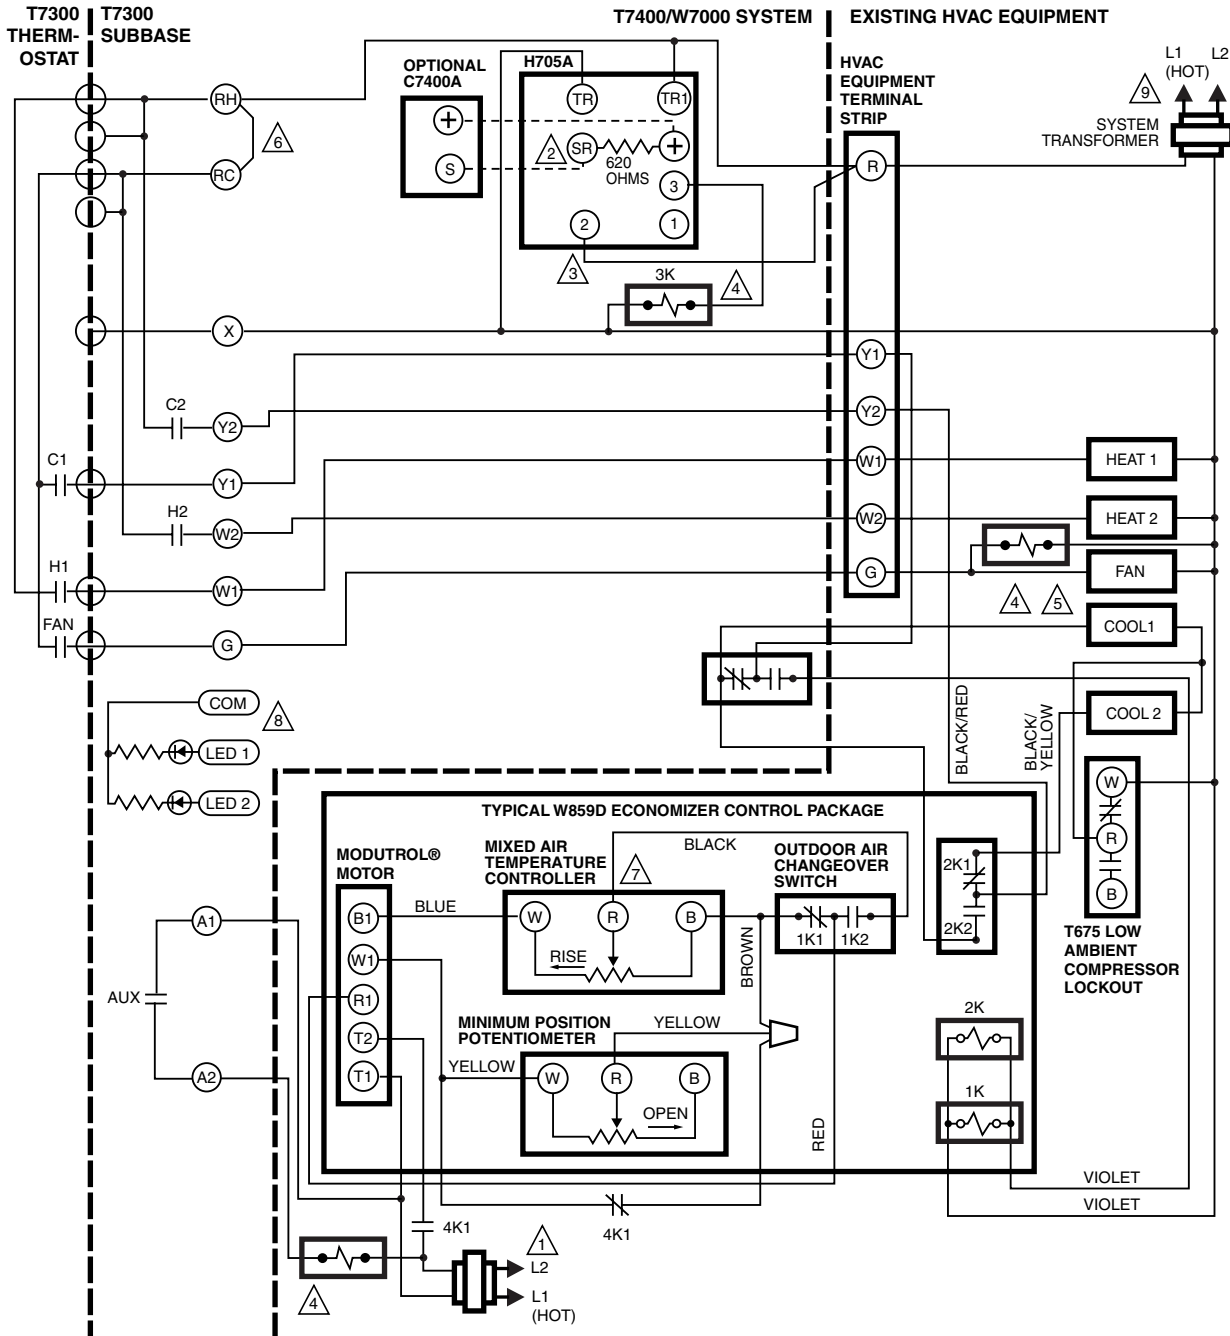 T7300
THERM-
OSTAT
T7300
SUBBASE
T7400/W7000 SYSTEM
EXISTING HVAC EQUIPMENT
OPTIONAL
C7400A
H705A
HVAC
EQUIPMENT
TERMINAL
STRIP
L1
(HOT)
L2
9
SYSTEM
TRANSFORMER
RH
6
RC
+
S
TR
TR1
2
SR
+
620
OHMS
3
2
1
3
R
3K
4
X
Y1
C2
Y2
Y2
C1
Y1
W1
HEAT 1
H2
W2
W2
HEAT 2
H1
W1
G
FAN
4
5
FAN
G
COOL1
COM
8
LED 1
LED 2
BLACK/RED
BLACK/
YELLOW
COOL 2
W
R
B
T675 LOW
AMBIENT
COMPRESSOR
LOCKOUT
TYPICAL W859D ECONOMIZER CONTROL PACKAGE
MODUTROL®
MOTOR
MIXED AIR
TEMPERATURE
CONTROLLER
7
BLACK
OUTDOOR AIR
CHANGEOVER
SWITCH
2K1
2K2
B1
BLUE
W
R
B
1K1
1K2
W1
RISE
BROWN
R1
T2
T1
MINIMUM POSITION
POTENTIOMETER
YELLOW
YELLOW
W
R
B
OPEN
RED
2K
1K
A1
AUX
A2
VIOLET
VIOLET
4K1
4K1
1
L2
L1
(HOT)
4